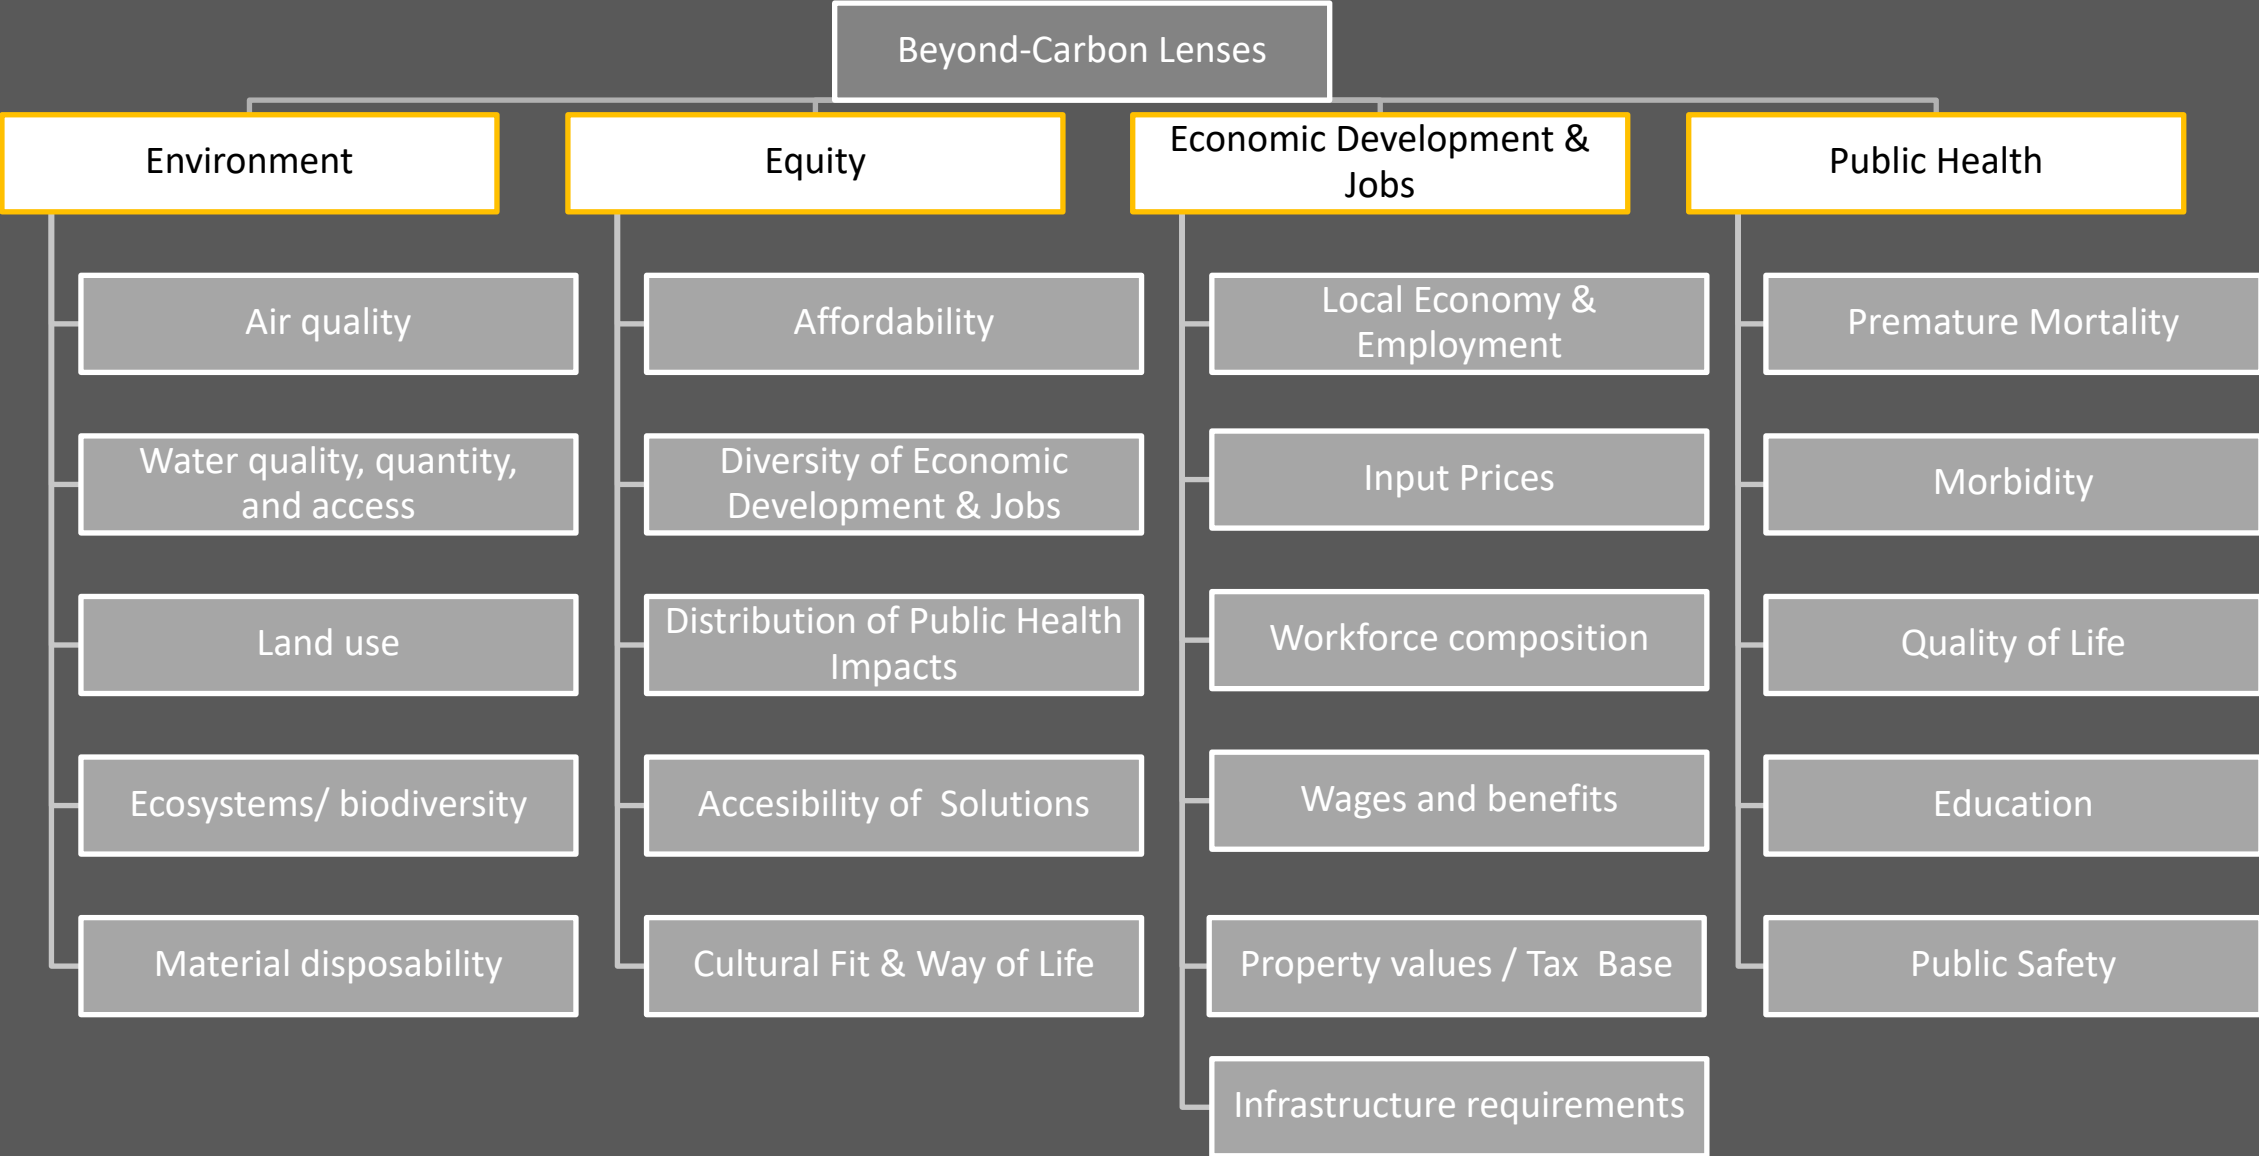 Beyond-Carbon Lenses
Environment
Air quality
Water quality, quantity,
and access
Land use
Ecosystems/ biodiversity
Material disposability
Equity
Affordability
Diversity of Economic
Development & Jobs
Distribution of Public Health
Impacts
Accesibility of  Solutions
Cultural Fit & Way of Life
Economic Development &
Jobs
Local Economy &
Employment
Input Prices
Workforce composition
Wages and benefits
Property values / Tax  Base
Infrastructure requirements
Public Health
Premature Mortality
Morbidity
Quality of Life
Education
Public Safety